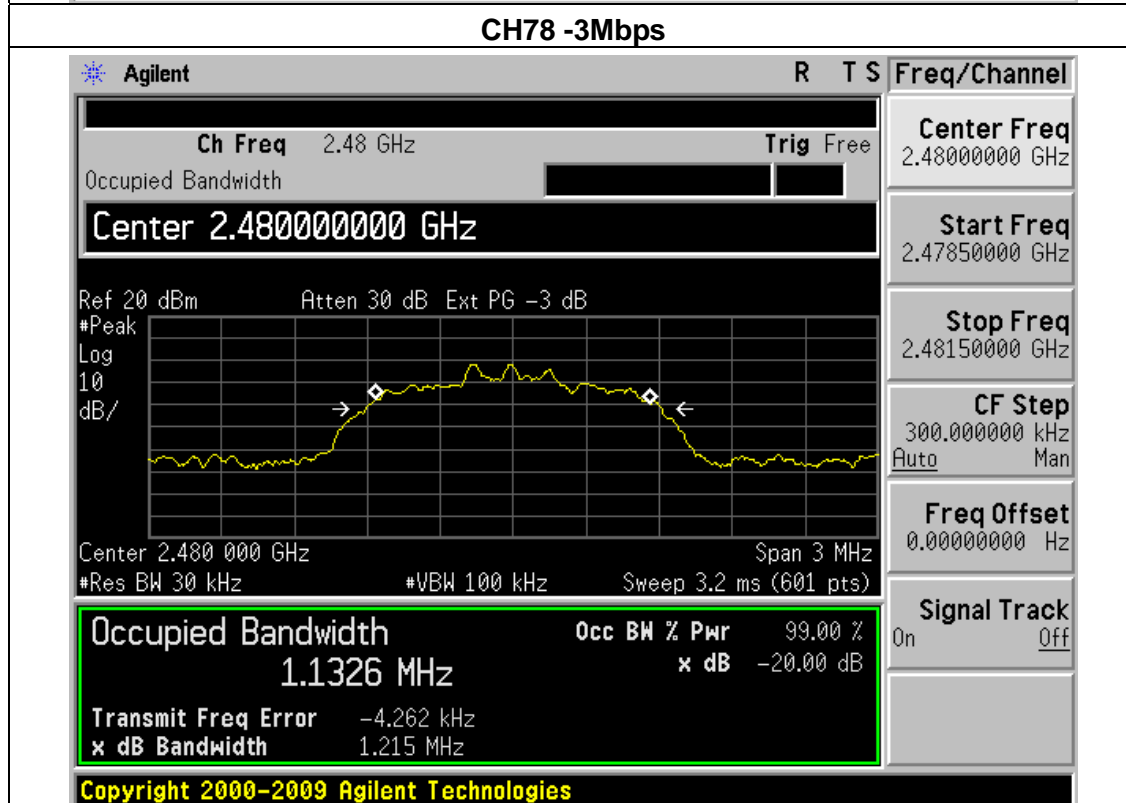 CH78 -3Mbps
Agilent R T S Freq/Channel
Ch Freq 2.48 GHz Trig Free
Occupied Bandwidth
Center 2.480000000 GHz
Ref 20 dBm Atten 30 dB Ext PG -3 dB
#Peak
Log
10
dB/
Center 2.480 000 GHz Span 3 MHz
#Res BW 30 kHz #VBW 100 kHz Sweep 3.2 ms (601 pts)
Occupied Bandwidth Occ BW % Pwr 99.00 %
1.1326 MHz x dB -20.00 dB
Transmit Freq Error -4.262 kHz
x dB Bandwidth 1.215 MHz
Copyright 2000-2009 Agilent Technologies
Center Freq
2.48000000 GHz
Start Freq
2.47850000 GHz
Stop Freq
2.48150000 GHz
CF Step
300.000000 kHz
Auto Man
Freq Offset
0.00000000 Hz
Signal Track
On Off